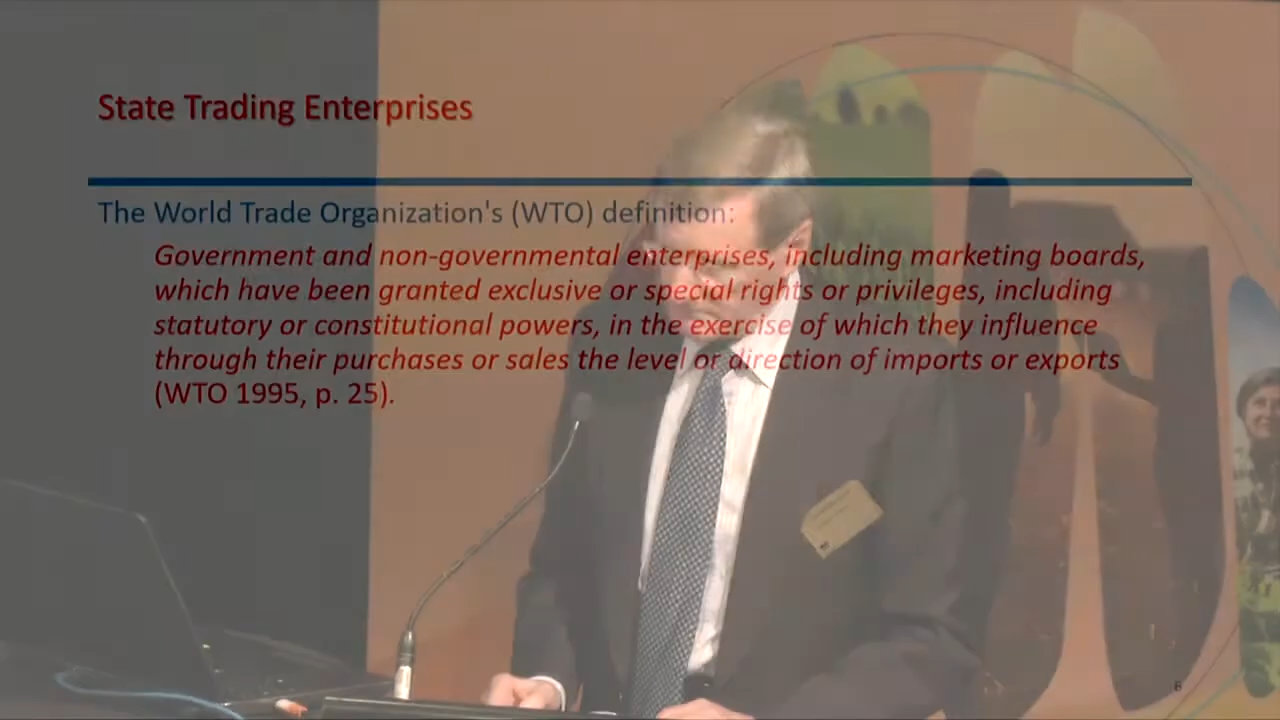 State Trading Enterprises
The World Trade Organization's (WTO) definition:
Government and non-governmental enterprises, including marketing boards,
which have been granted exclusive or special rights or privileges, including
statutory or constitutional powers, in the exercise of which they influence
through their purchases or sales the level or direction of imports or exports
(WTO 1995, p. 25).
6